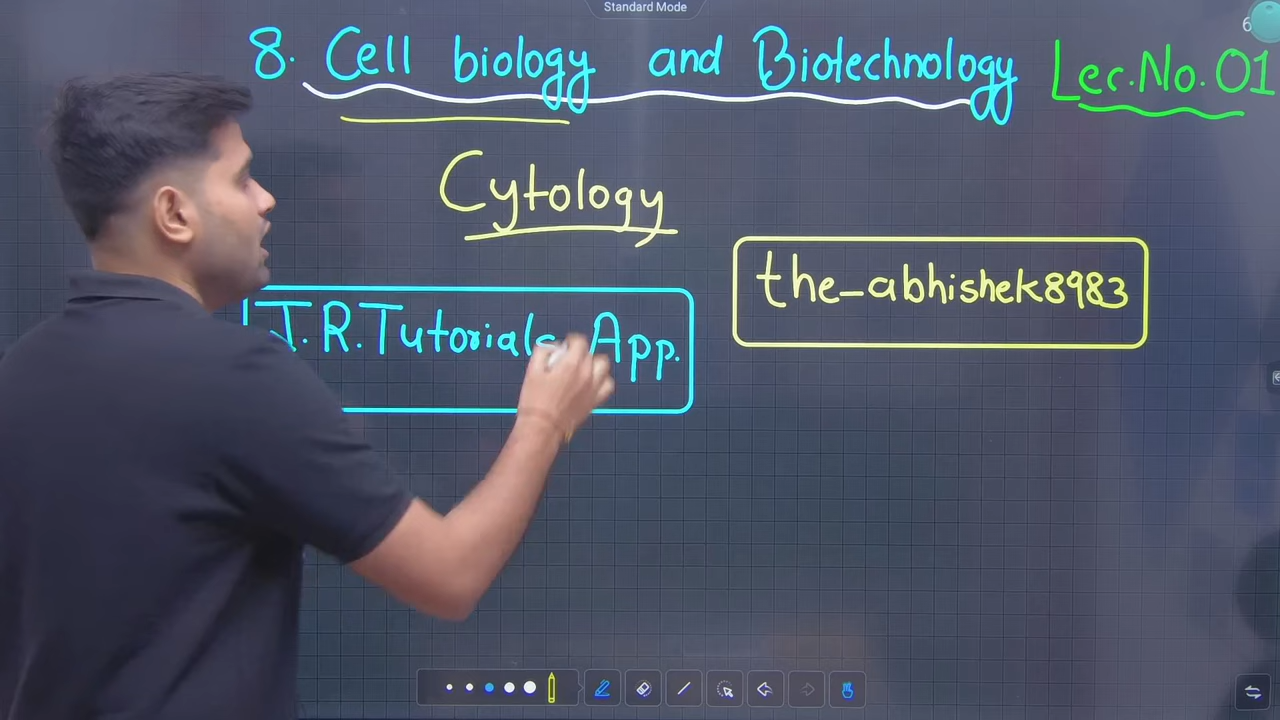 Standard Mode
8. Cell biology and Biotechnology Lec.No.01
Cytology
the_abhishek8983
J.R.Tutorials App.